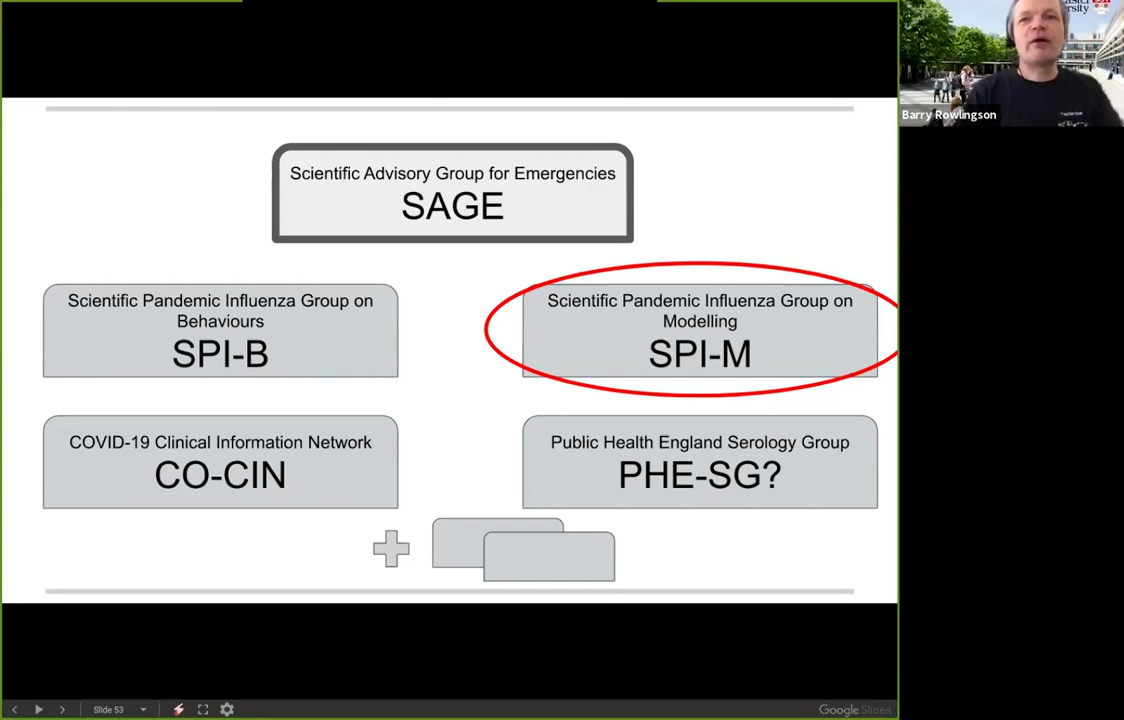 Scientific Advisory Group for Emergencies
SAGE
Scientific Pandemic Influenza Group on
Behaviours
SPI-B
Scientific Pandemic Influenza Group on
Modelling
SPI-M
COVID-19 Clinical Information Network
CO-CIN
Public Health England Serology Group
PHE-SG?
Barry Rowlingson
Slide 53
Google Slides